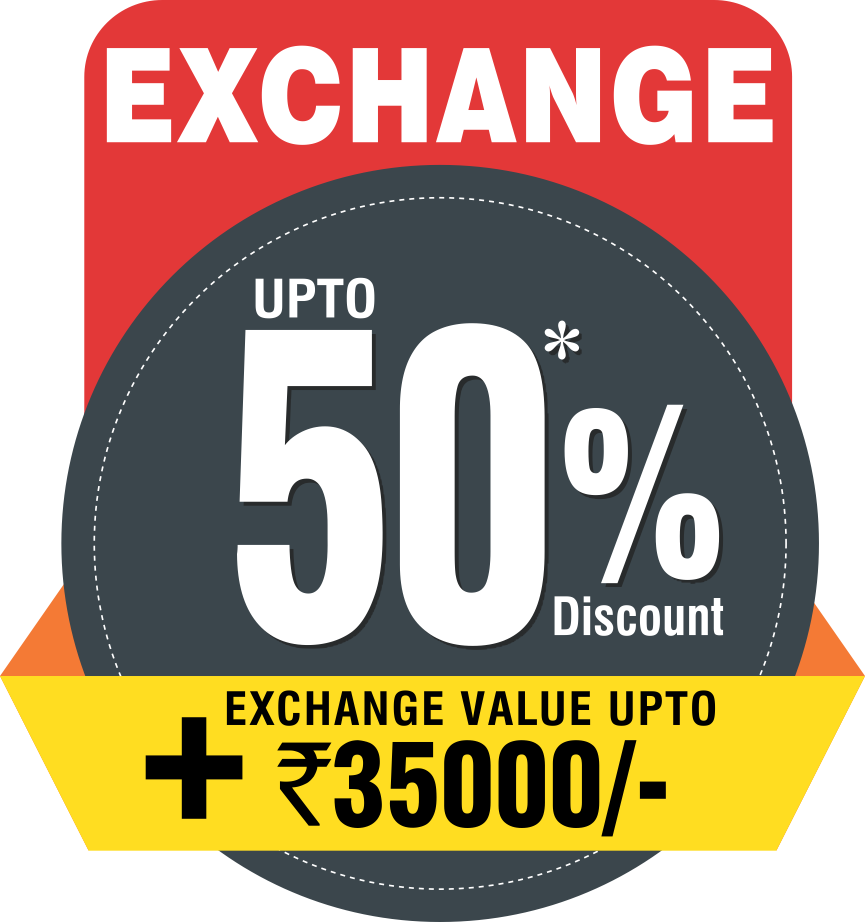 EXCHANGE
UPTO
50*%
Discount
+ EXCHANGE VALUE UPTO
₹35000/-